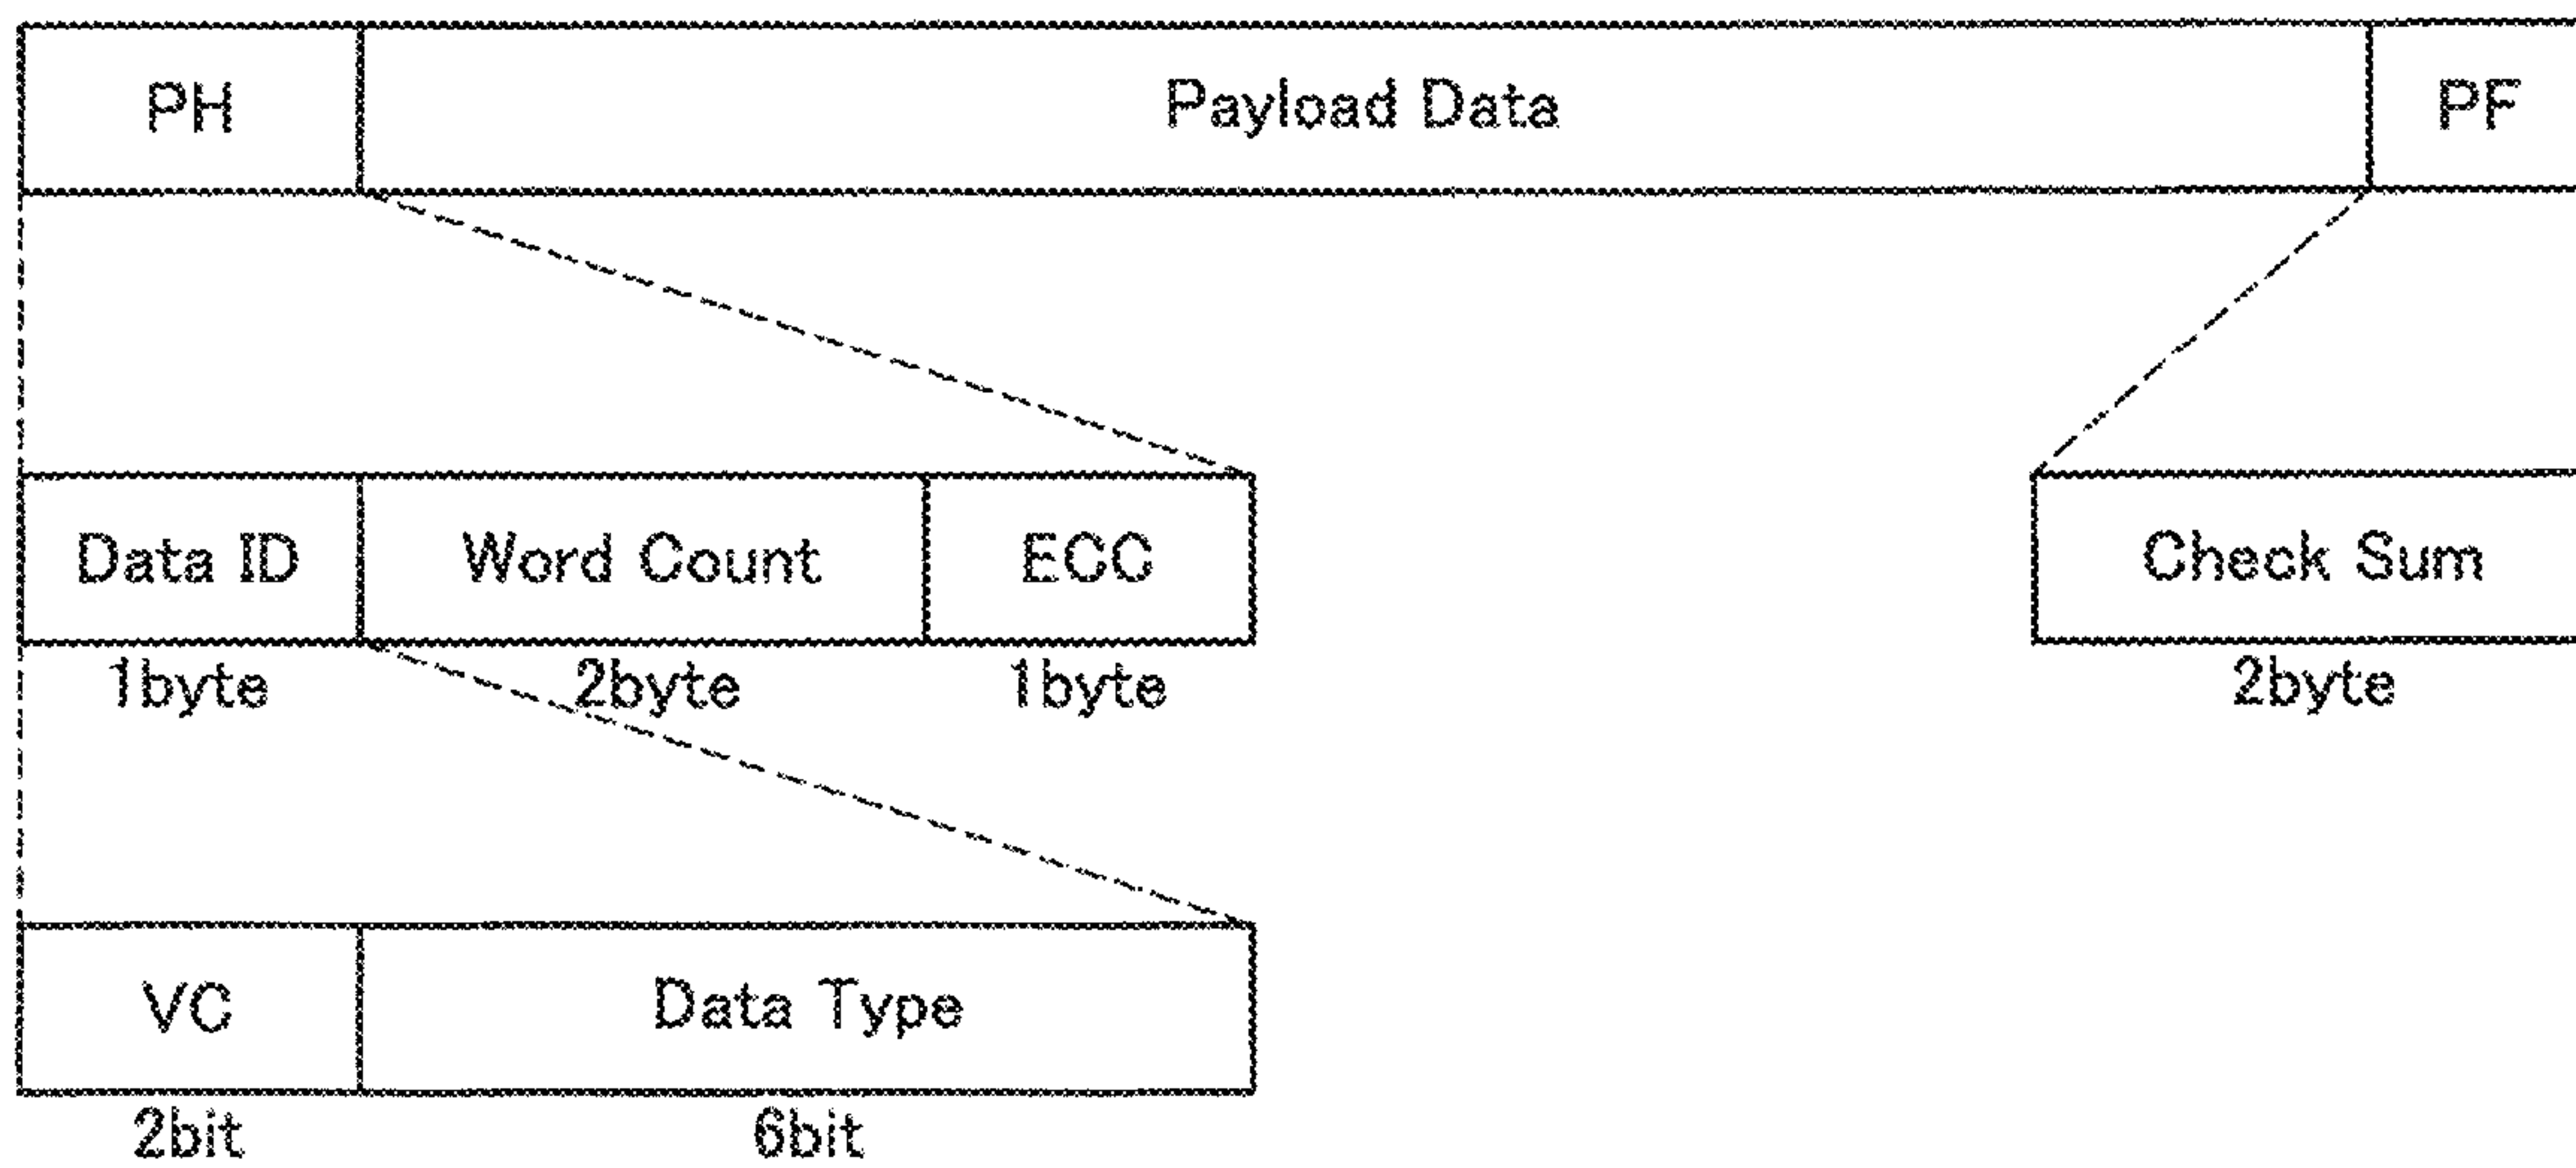 PH Payload Data PF
Data ID Word Count ECC Check Sum
1byte 2byte 1byte 2byte
VC Data Type
2bit 6bit